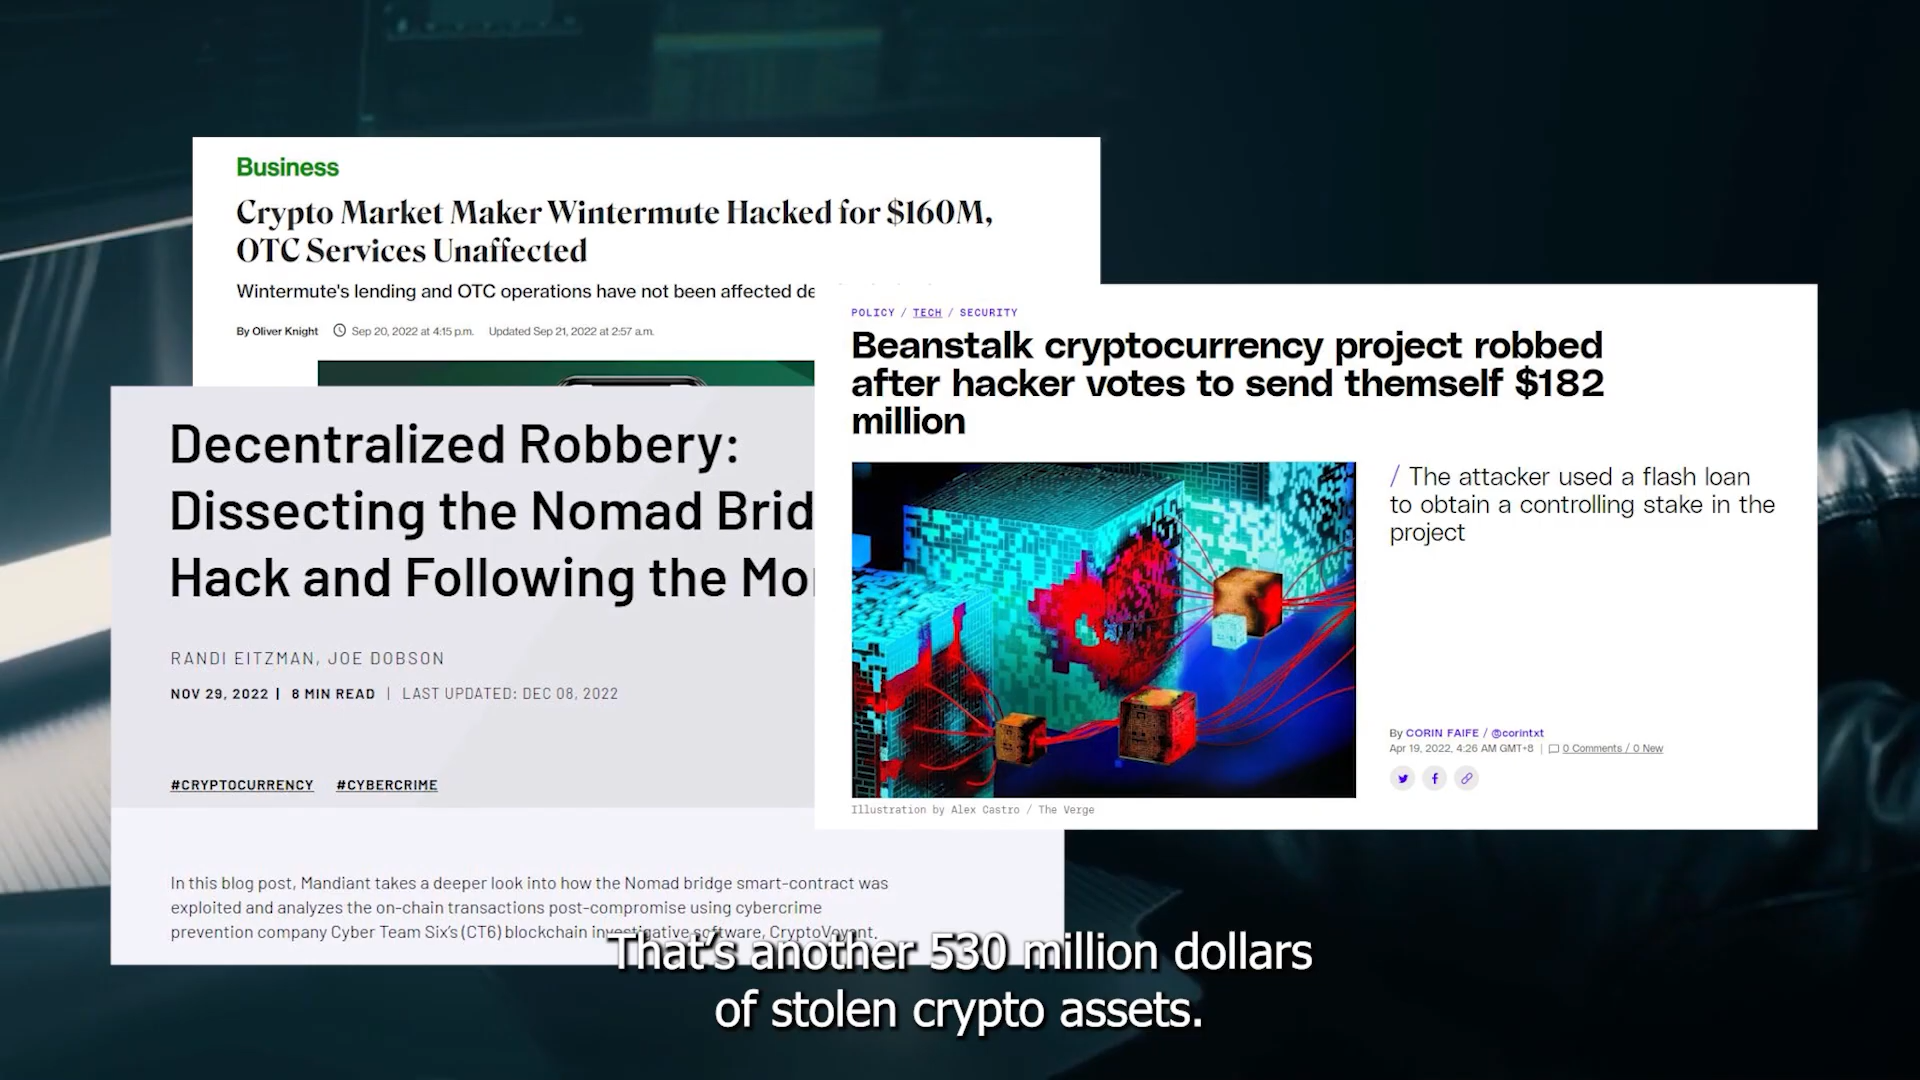 Business
Crypto Market Maker Wintermute Hacked for $160M,
OTC Services Unaffected
Wintermute's lending and OTC operations have not been affected
By Oliver Knight Sep 20, 2022 at 4:15 p.m. Updated Sep 21, 2022 at 2:57 a.m.
Decentralized Robbery:
Dissecting the Nomad
Hack and Following the
RANDI EITZMAN, JOE DOBSON
NOV 29, 2022 | 8 MIN READ | LAST UPDATED: DEC 08, 2022
#CRYPTOCURRENCY #CYBERCRIME
In this blog post, Mandiant takes a deeper look into how the Nomad bridge smart-contract was
exploited and analyzes the on-chain transactions post-compromise using cybercrime
prevention company Cyber Team Six's (CT6) blockchain investigative software, CryptoVoyant.
POLICY / TECH / SECURITY
Beanstalk cryptocurrency project robbed
after hacker votes to send themself $182
million
/ The attacker used a flash loan
to obtain a controlling stake in the
project
By CORIN FAIFE / @corintxt
Apr 19, 2022, 4:26 AM GMT+8 | 0 Comments / 0 New
Illustration by Alex Castro / The Verge
That's another 530 million dollars
of stolen crypto assets.